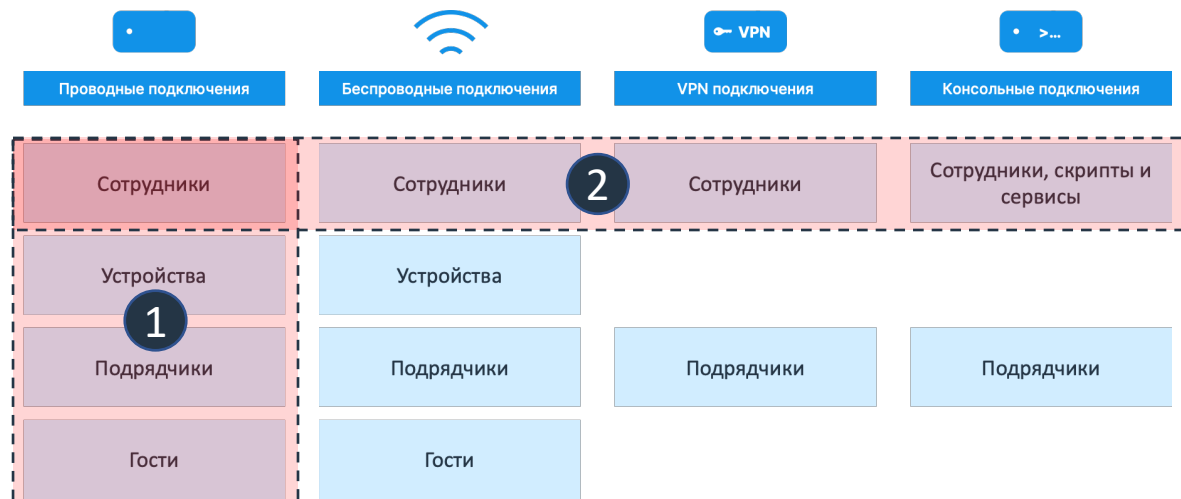 VPN
>...
Проводные подключения
Беспроводные подключения
VPN подключения
Консольные подключения
Сотрудники
Сотрудники
2
Сотрудники
Сотрудники, скрипты и
сервисы
Устройства
Устройства
1
Подрядчики
Подрядчики
Подрядчики
Подрядчики
Гости
Гости